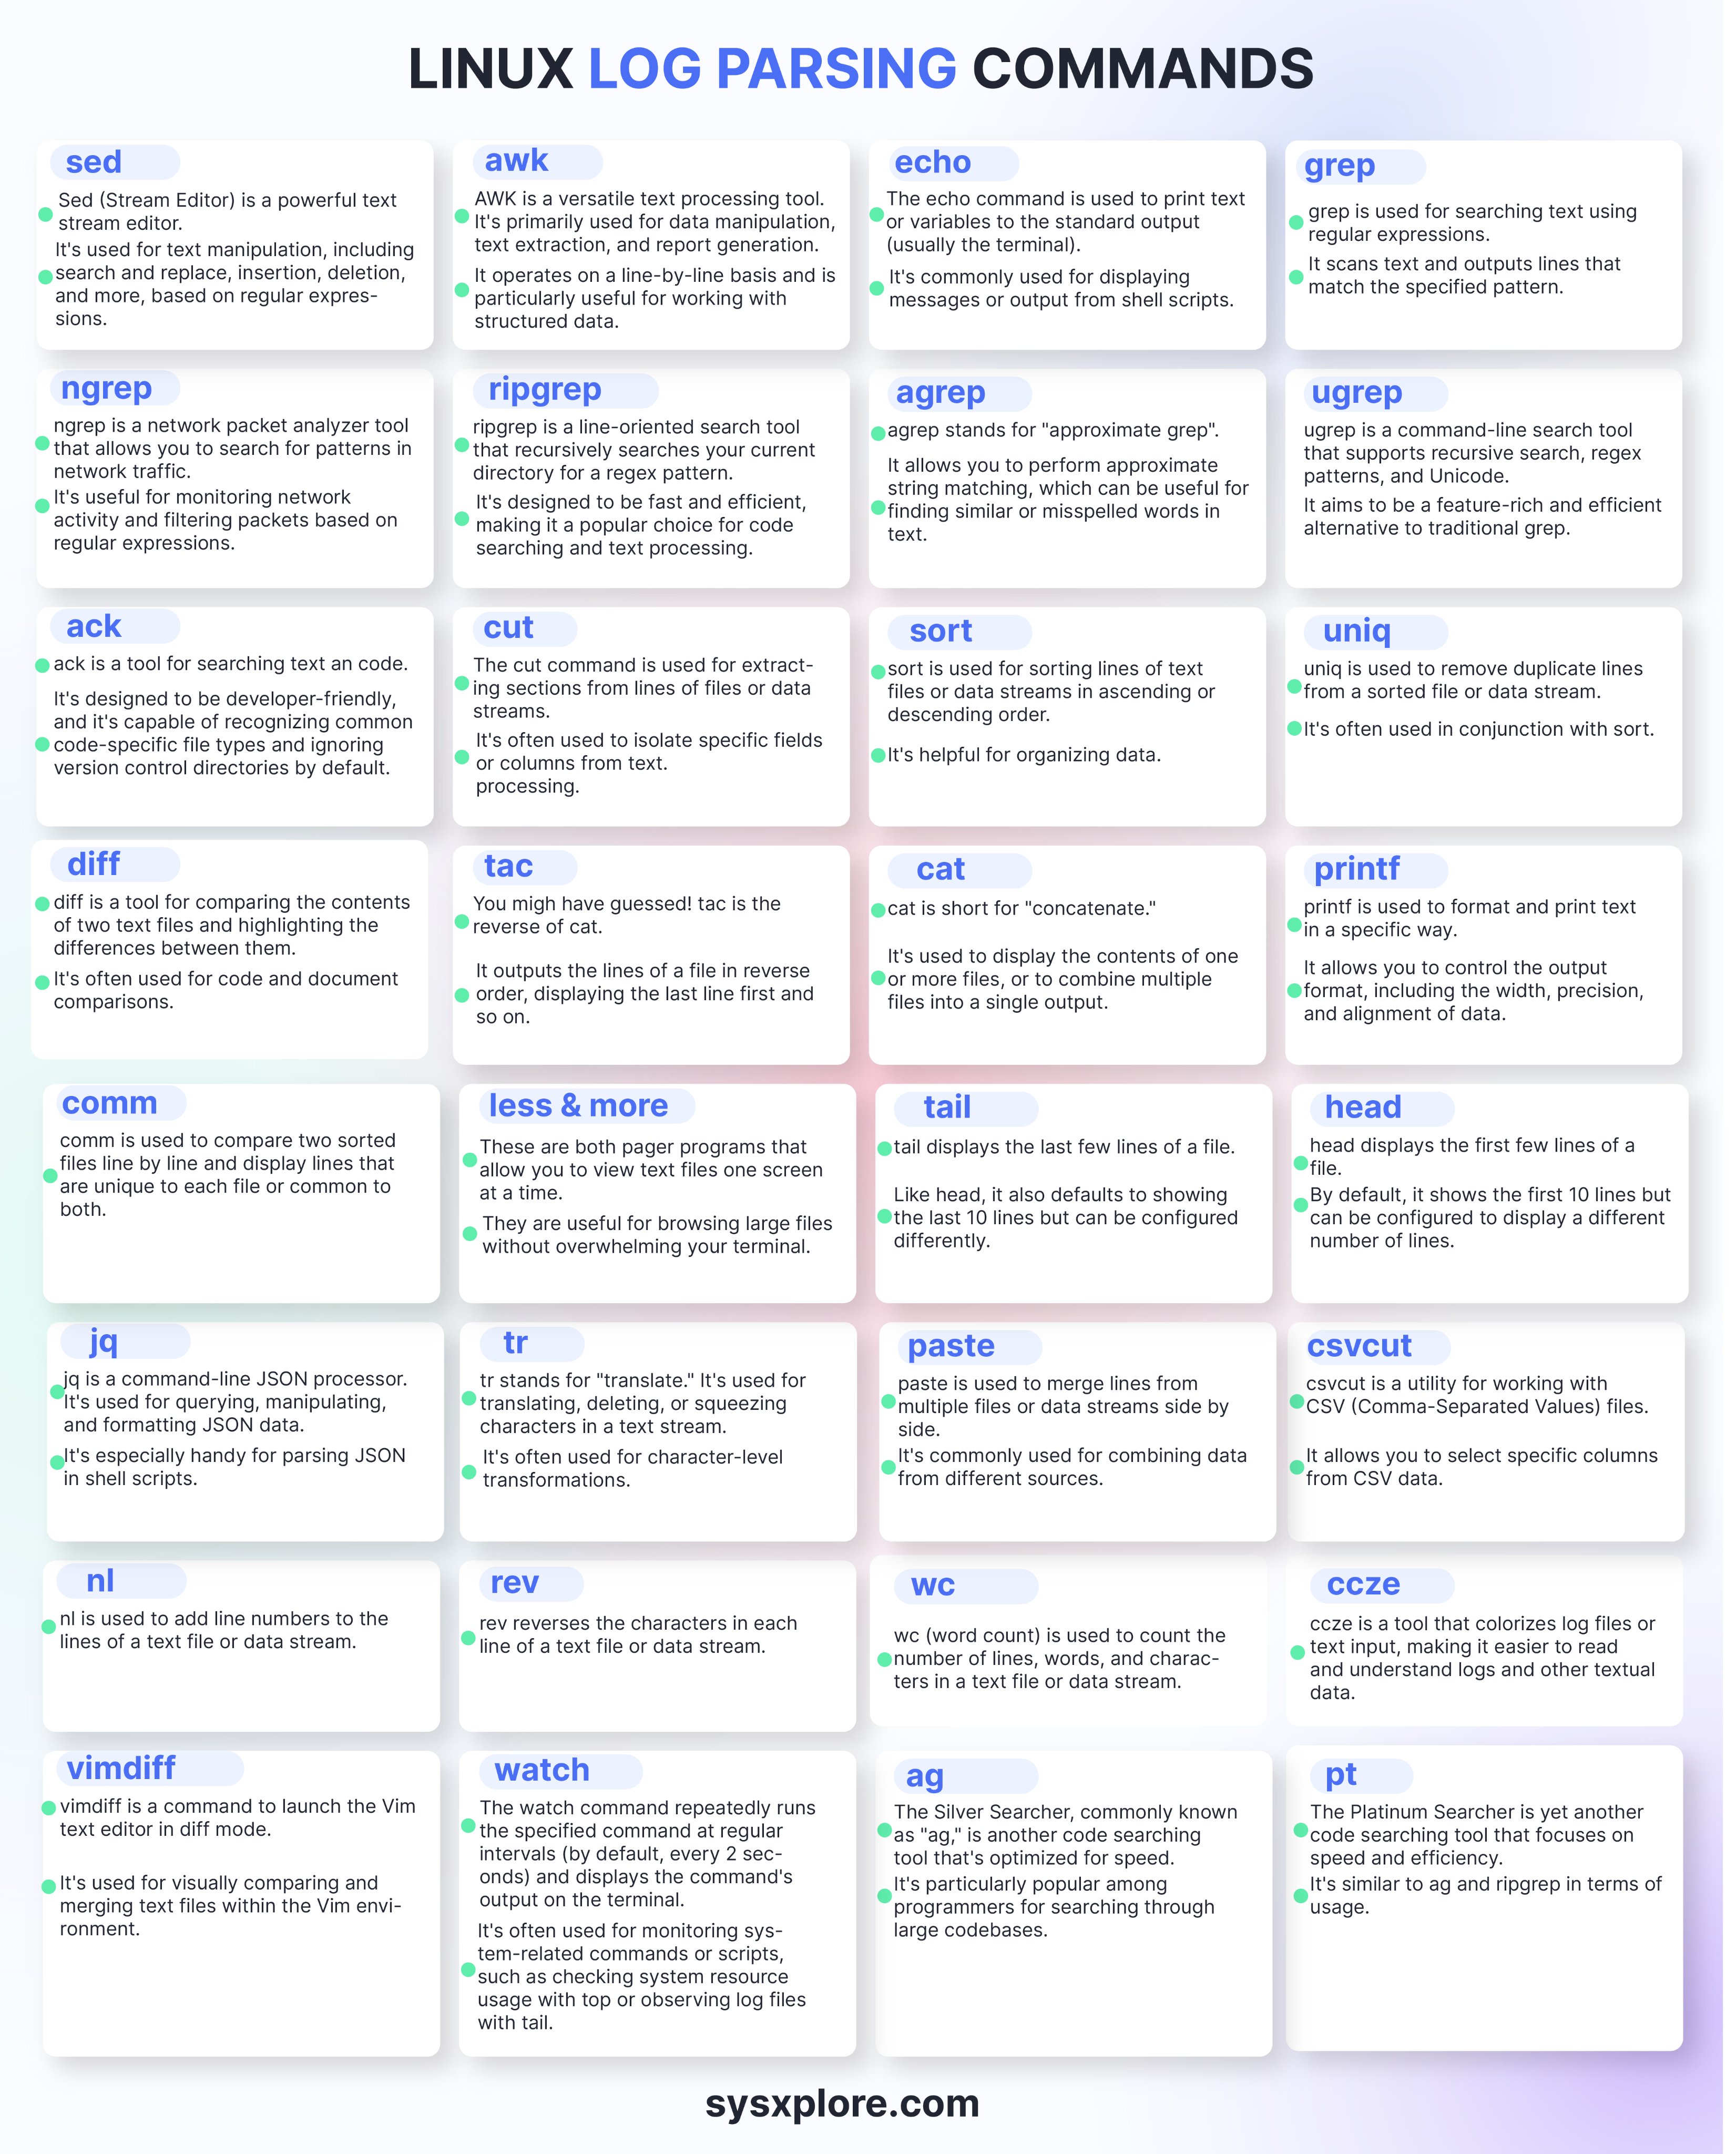 LINUX LOG PARSING COMMANDS
sed
Sed (Stream Editor) is a powerful text
stream editor.
It's used for text manipulation, including
search and replace, insertion, deletion,
and more, based on regular expres-
sions.
awk
AWK is a versatile text processing tool.
It's primarily used for data manipulation,
text extraction, and report generation.
It operates on a line-by-line basis and is
particularly useful for working with
structured data.
echo
The echo command is used to print text
or variables to the standard output
(usually the terminal).
It's commonly used for displaying
messages or output from shell scripts.
grep
grep is used for searching text using
regular expressions.
It scans text and outputs lines that
match the specified pattern.
ngrep
ngrep is a network packet analyzer tool
that allows you to search for patterns in
network traffic.
It's useful for monitoring network
activity and filtering packets based on
regular expressions.
ripgrep
ripgrep is a line-oriented search tool
that recursively searches your current
directory for a regex pattern.
It's designed to be fast and efficient,
making it a popular choice for code
searching and text processing.
agrep
agrep stands for "approximate grep".
It allows you to perform approximate
string matching, which can be useful for
finding similar or misspelled words in
text.
ugrep
ugrep is a command-line search tool
that supports recursive search, regex
patterns, and Unicode.
It aims to be a feature-rich and efficient
alternative to traditional grep.
ack
ack is a tool for searching text an code.
It's designed to be developer-friendly,
and it's capable of recognizing common
code-specific file types and ignoring
version control directories by default.
cut
The cut command is used for extract-
ing sections from lines of files or data
streams.
It's often used to isolate specific fields
or columns from text.
processing.
sort
sort is used for sorting lines of text
files or data streams in ascending or
descending order.
It's helpful for organizing data.
uniq
uniq is used to remove duplicate lines
from a sorted file or data stream.
It's often used in conjunction with sort.
diff
diff is a tool for comparing the contents
of two text files and highlighting the
differences between them.
It's often used for code and document
comparisons.
tac
You migh have guessed! tac is the
reverse of cat.
It outputs the lines of a file in reverse
order, displaying the last line first and
so on.
cat
cat is short for "concatenate."
It's used to display the contents of one
or more files, or to combine multiple
files into a single output.
printf
printf is used to format and print text
in a specific way.
It allows you to control the output
format, including the width, precision,
and alignment of data.
comm
comm is used to compare two sorted
files line by line and display lines that
are unique to each file or common to
both.
less & more
These are both pager programs that
allow you to view text files one screen
at a time.
They are useful for browsing large files
without overwhelming your terminal.
tail
tail displays the last few lines of a file.
Like head, it also defaults to showing
the last 10 lines but can be configured
differently.
head
head displays the first few lines of a
file.
By default, it shows the first 10 lines but
can be configured to display a different
number of lines.
jq
jq is a command-line JSON processor.
It's used for querying, manipulating,
and formatting JSON data.
It's especially handy for parsing JSON
in shell scripts.
tr
tr stands for "translate." It's used for
translating, deleting, or squeezing
characters in a text stream.
It's often used for character-level
transformations.
paste
paste is used to merge lines from
multiple files or data streams side by
side.
It's commonly used for combining data
from different sources.
csvcut
csvcut is a utility for working with
CSV (Comma-Separated Values) files.
It allows you to select specific columns
from CSV data.
nl
nl is used to add line numbers to the
lines of a text file or data stream.
rev
rev reverses the characters in each
line of a text file or data stream.
wc
wc (word count) is used to count the
number of lines, words, and charac-
ters in a text file or data stream.
ccze
ccze is a tool that colorizes log files or
text input, making it easier to read
and understand logs and other textual
data.
vimdiff
vimdiff is a command to launch the Vim
text editor in diff mode.
It's used for visually comparing and
merging text files within the Vim envi-
ronment.
watch
The watch command repeatedly runs
the specified command at regular
intervals (by default, every 2 sec-
onds) and displays the command's
output on the terminal.
It's often used for monitoring sys-
tem-related commands or scripts,
such as checking system resource
usage with top or observing log files
with tail.
ag
The Silver Searcher, commonly known
as "ag," is another code searching
tool that's optimized for speed.
It's particularly popular among
programmers for searching through
large codebases.
pt
The Platinum Searcher is yet another
code searching tool that focuses on
speed and efficiency.
It's similar to ag and ripgrep in terms of
usage.
sysxplore.com